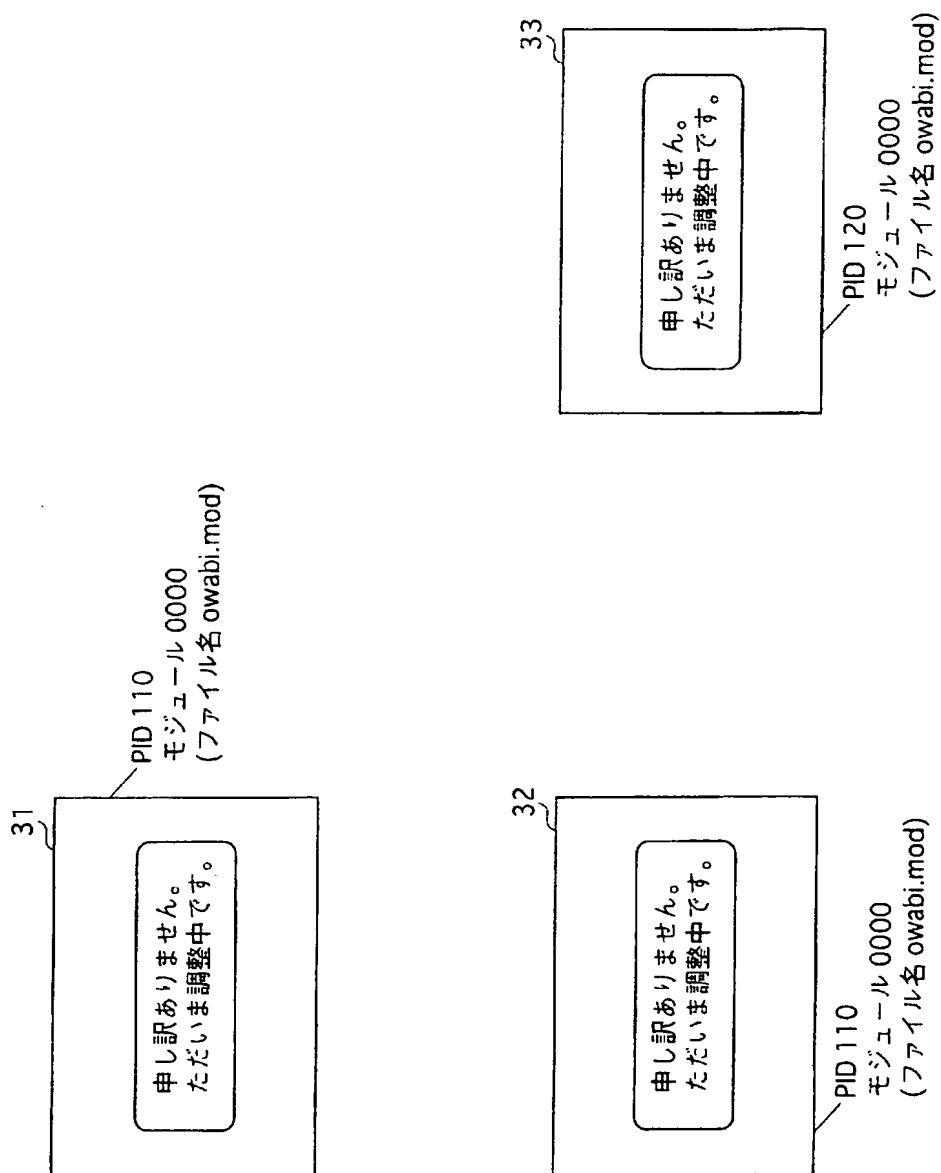 31
申し訳ありません。
ただいま調整中です。
PID 110
モジュール 0000
(ファイル名 owabi.mod)
32
申し訳ありません。
ただいま調整中です。
PID 110
モジュール 0000
(ファイル名 owabi.mod)
33
申し訳ありません。
ただいま調整中です。
PID 120
モジュール 0000
(ファイル名 owabi.mod)